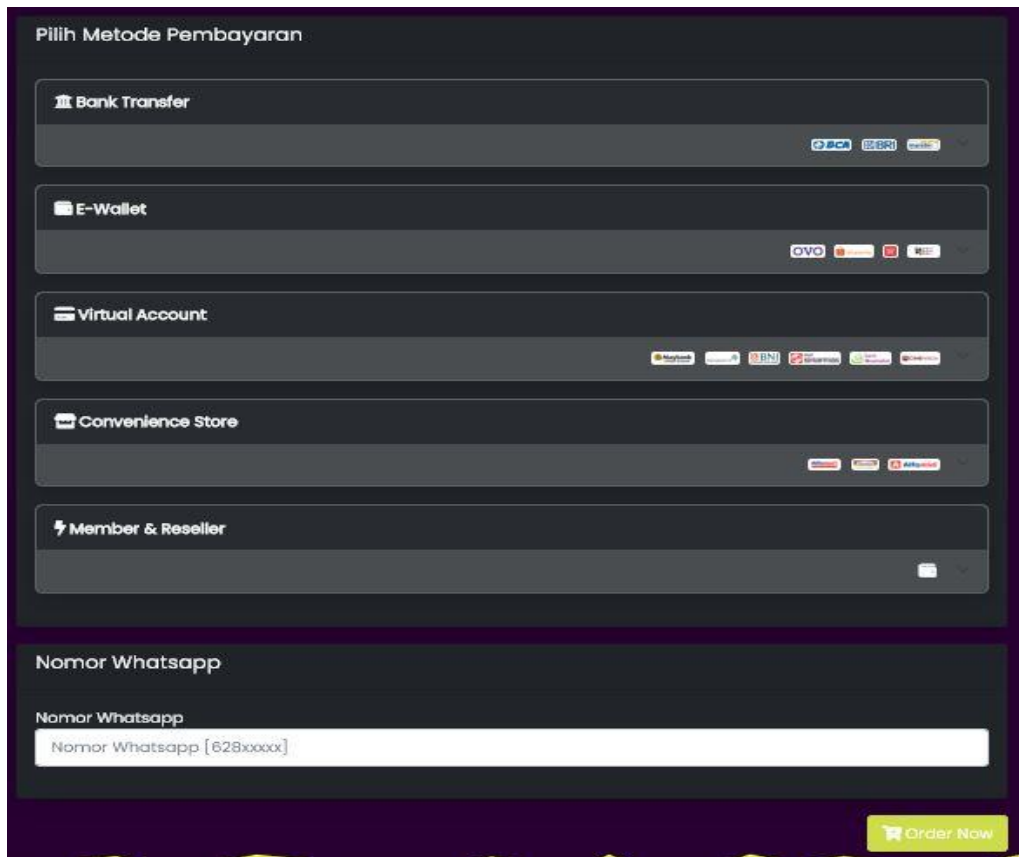 Pilih Metode Pembayaran
Bank Transfer
BCA BRI
E-Wallet
OVO
Virtual Account
Maybank BNI
Convenience Store
Member & Reseller
Nomor Whatsapp
Nomor Whatsapp
Nomor Whatsapp [628xxxxx]
Order Now